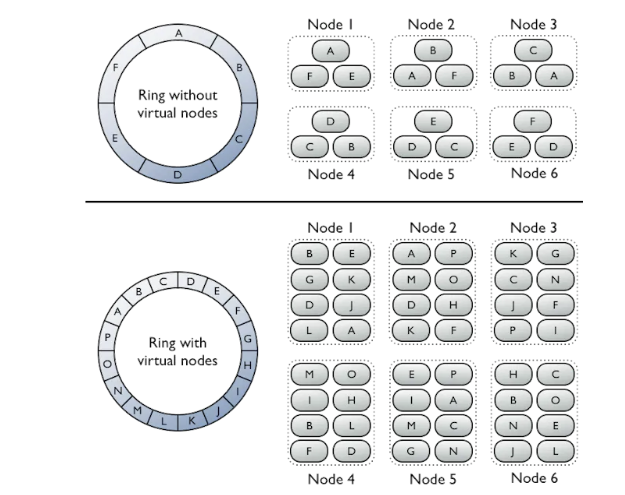 Node 1 Node 2 Node 3
A B C
F E A F B A
Ring without
virtual nodes
A
B
C
D
E
F
D E F
C B D C E D
Node 4 Node 5 Node 6
Node 1 Node 2 Node 3
B E A P K G
G K M O C N
D J D H J F
L A K F P I
Ring with
virtual nodes
A
B
C
D
E
F
G
H
I
J
K
L
M
N
O
P
M O E P H C
I H I A B O
B L M C N E
F D G N J L
Node 4 Node 5 Node 6